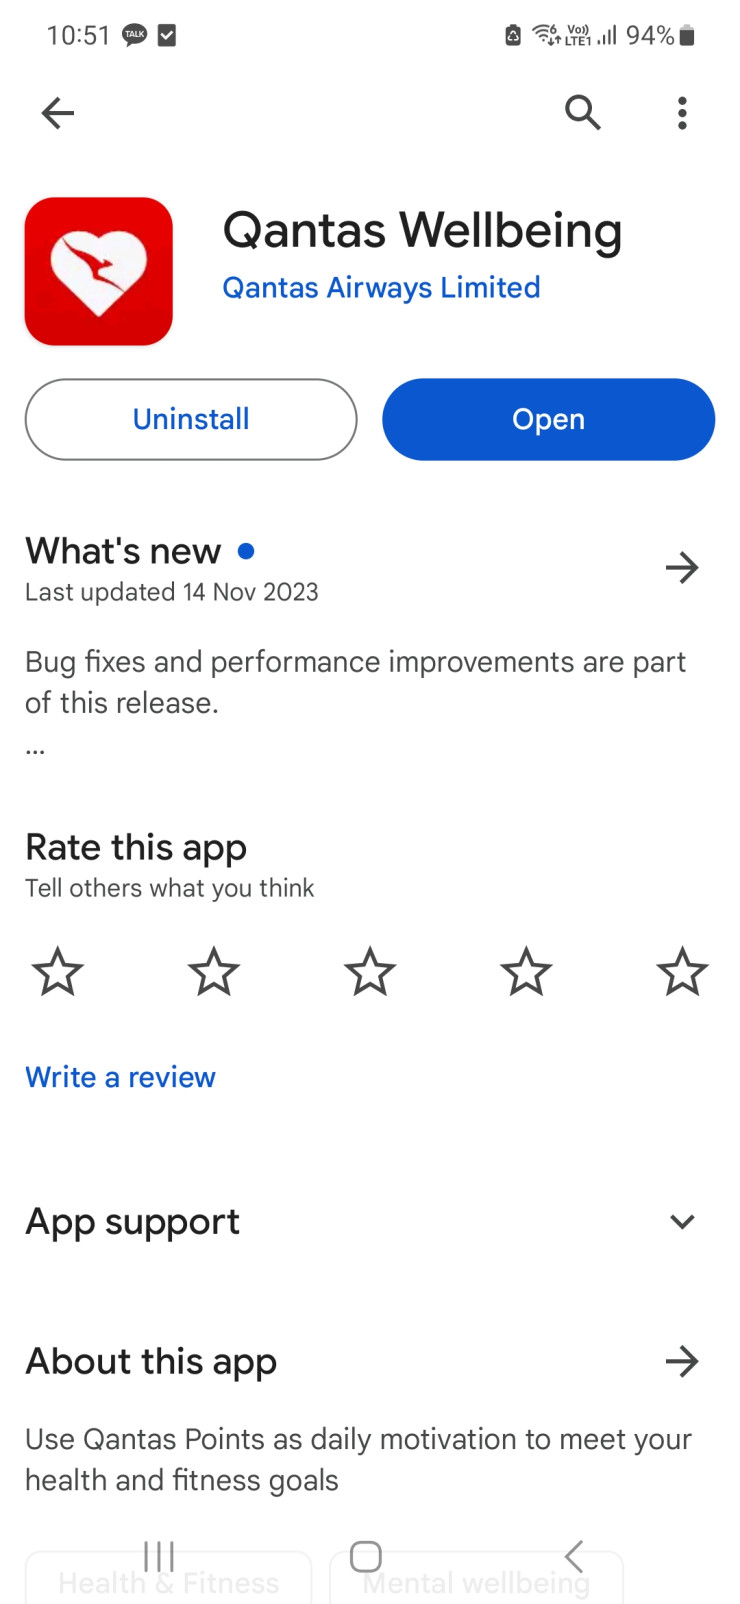 10:51 TALK 6 Vo)) LTE1 94%
Qantas Wellbeing
Qantas Airways Limited
Uninstall
Open
What's new
Last updated 14 Nov 2023
Bug fixes and performance improvements are part
of this release.
...
Rate this app
Tell others what you think
Write a review
App support
About this app
Use Qantas Points as daily motivation to meet your
health and fitness goals
Health & Fitness
Mental wellbeing